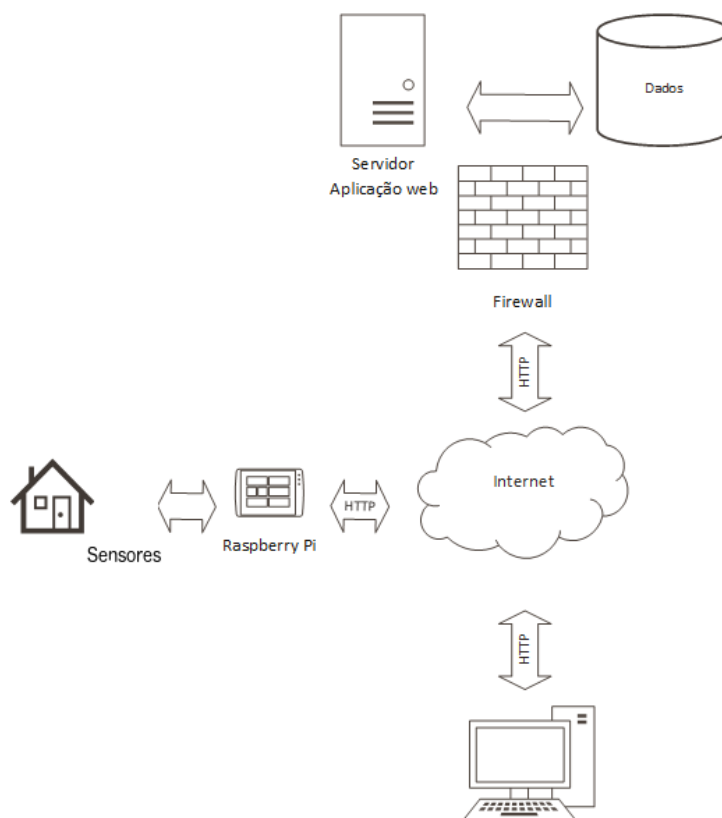 Dados
Servidor
Aplicação web
Firewall
HTTP
Internet
HTTP
Sensores
Raspberry Pi
HTTP